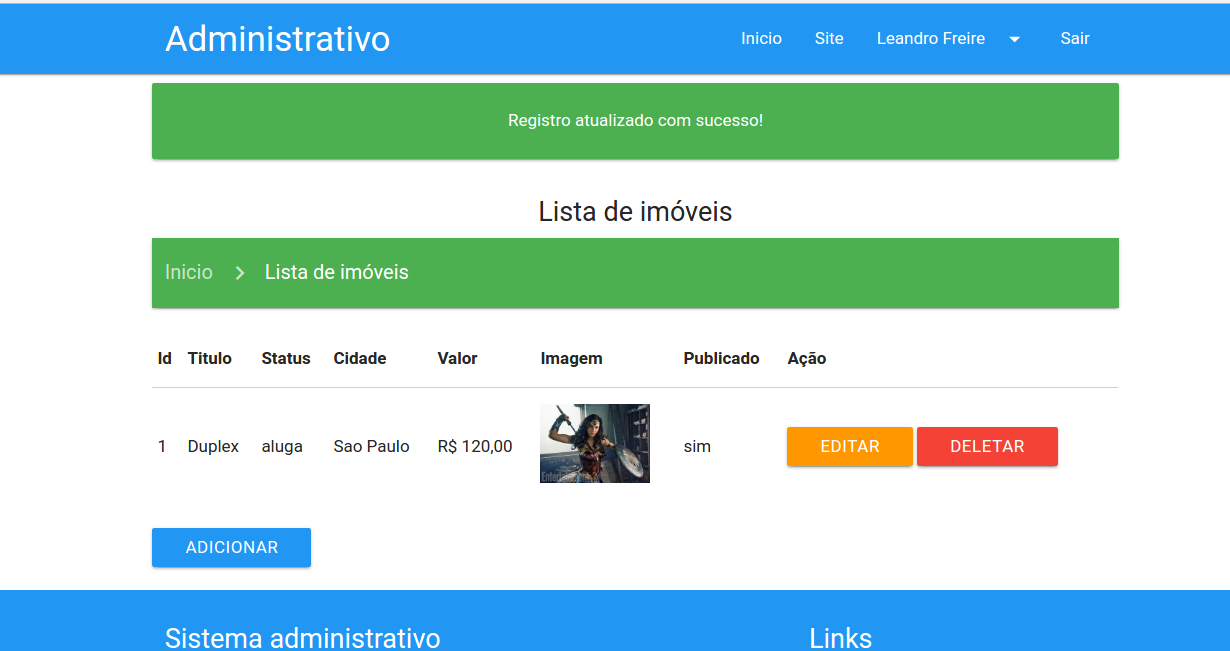 Administrativo
Inicio Site Leandro Freire Sair
Registro atualizado com sucesso!
Lista de imóveis
Inicio Lista de imóveis
Id Titulo Status Cidade Valor Imagem Publicado Ação
1 Duplex aluga Sao Paulo R$ 120,00 sim EDITAR DELETAR
ADICIONAR
Sistema administrativo Links